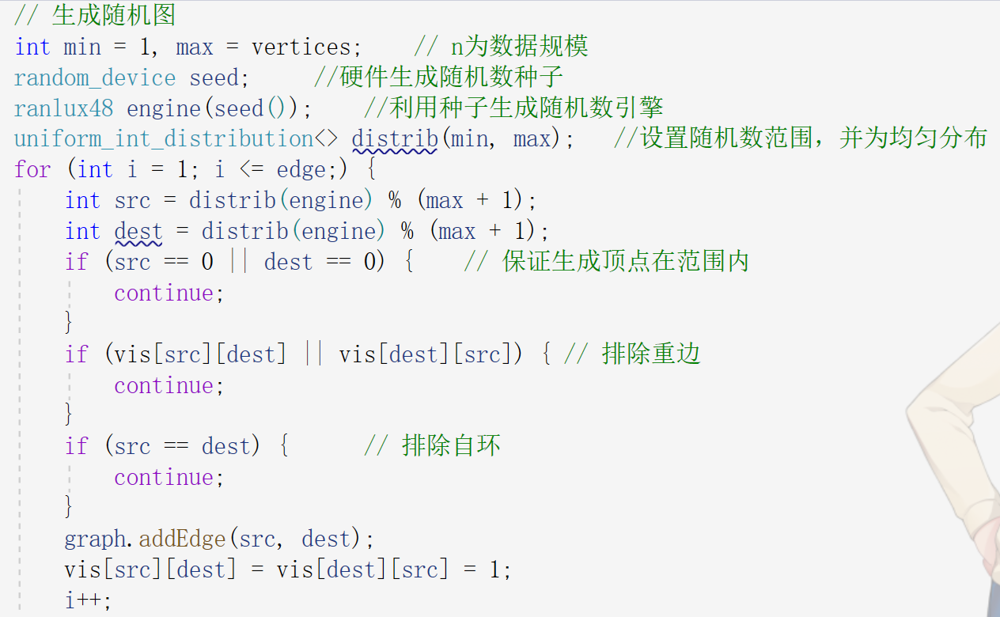 // 生成随机图
int min = 1, max = vertices;    // n为数据规模
random_device seed;     //硬件生成随机数种子
ranlux48 engine(seed());    //利用种子生成随机数引擎
uniform_int_distribution<> distrib(min, max);   //设置随机数范围，并为均匀分布
for (int i = 1; i <= edge;) {
    int src = distrib(engine) % (max + 1);
    int dest = distrib(engine) % (max + 1);
    if (src == 0 || dest == 0) {    // 保证生成顶点在范围内
        continue;
    }
    if (vis[src][dest] || vis[dest][src]) { // 排除重边
        continue;
    }
    if (src == dest) {      // 排除自环
        continue;
    }
    graph.addEdge(src, dest);
    vis[src][dest] = vis[dest][src] = 1;
    i++;